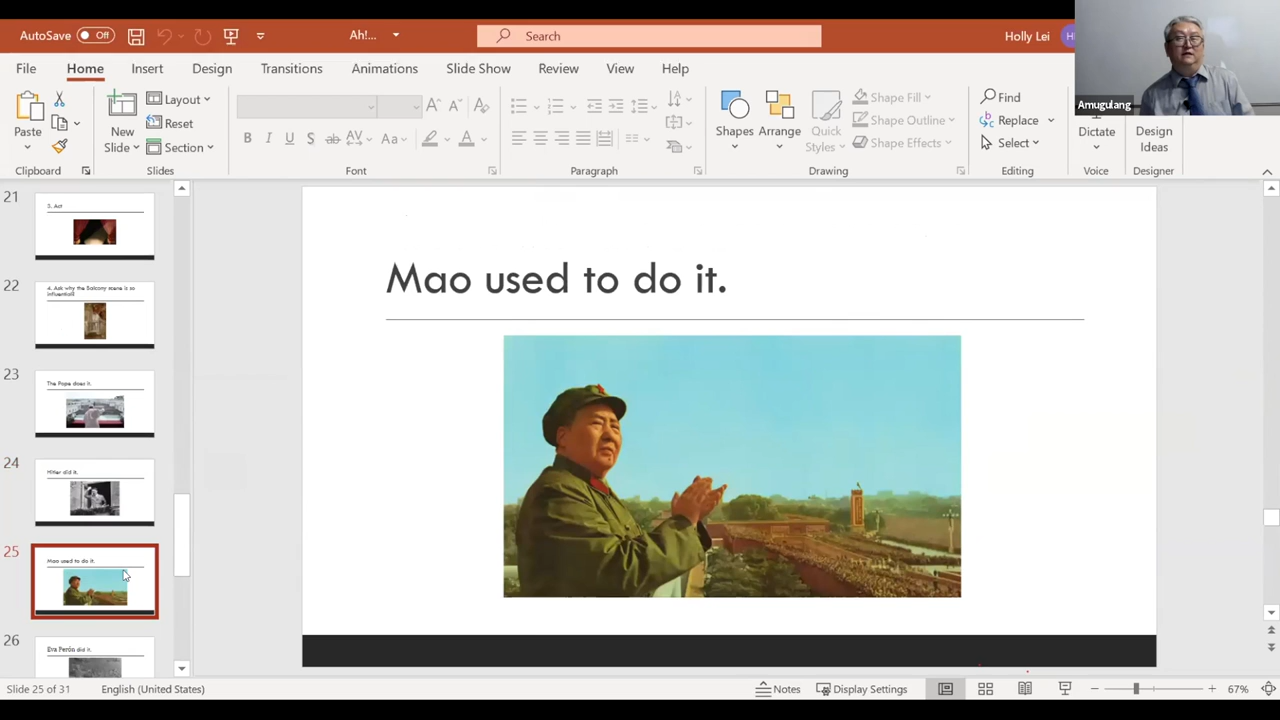 AutoSave
Off
Ah!...
Search
Holly Lei
Amugulang
File
Home
Insert
Design
Transitions
Animations
Slide Show
Review
View
Help
Paste
Clipboard
New
Slide
Layout
Reset
Section
Slides
B I U S ab AV Aa A
Font
Paragraph
Shapes
Arrange
Quick
Styles
Shape Fill
Shape Outline
Shape Effects
Drawing
Find
Replace
Select
Editing
Dictate
Voice
Design
Ideas
Designer
21
3. Act
22
4. Ask why the Balcony scene is so
influential?
23
The Pope does it.
24
Hitler did it.
25
Mao used to do it.
26
Eva Perón did it.
Mao used to do it.
Slide 25 of 31
English (United States)
Notes
Display Settings
67%